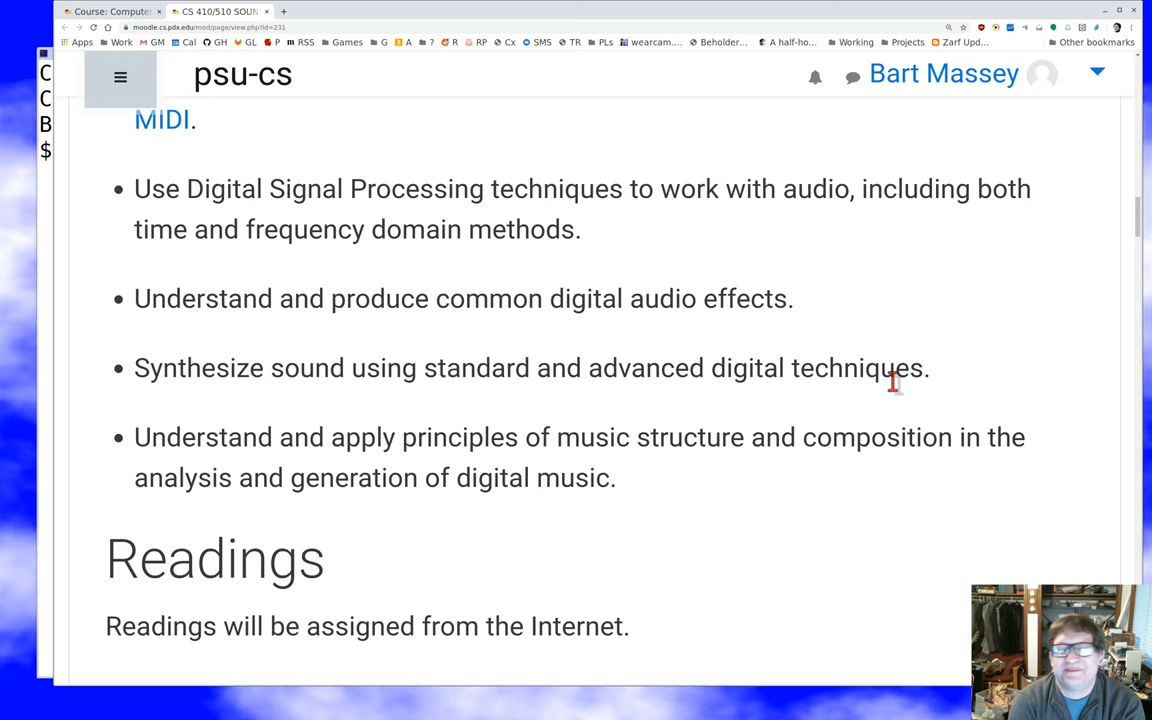 Course: Compute
CS 410/510 SOUN
moodle.cs.pdx.edu/mod/page/view.php?id=231
Apps Work GM Cal GH GL P RSS Games G A ? R RP Cx SMS TR PLs wearcam.... Beholder... A half-ho... Working Projects Zarf Upd... Other bookmarks
psu-cs
Bart Massey
C
C
B
$
MIDI.
• Use Digital Signal Processing techniques to work with audio, including both
time and frequency domain methods.
• Understand and produce common digital audio effects.
• Synthesize sound using standard and advanced digital techniques.
• Understand and apply principles of music structure and composition in the
analysis and generation of digital music.
Readings
Readings will be assigned from the Internet.